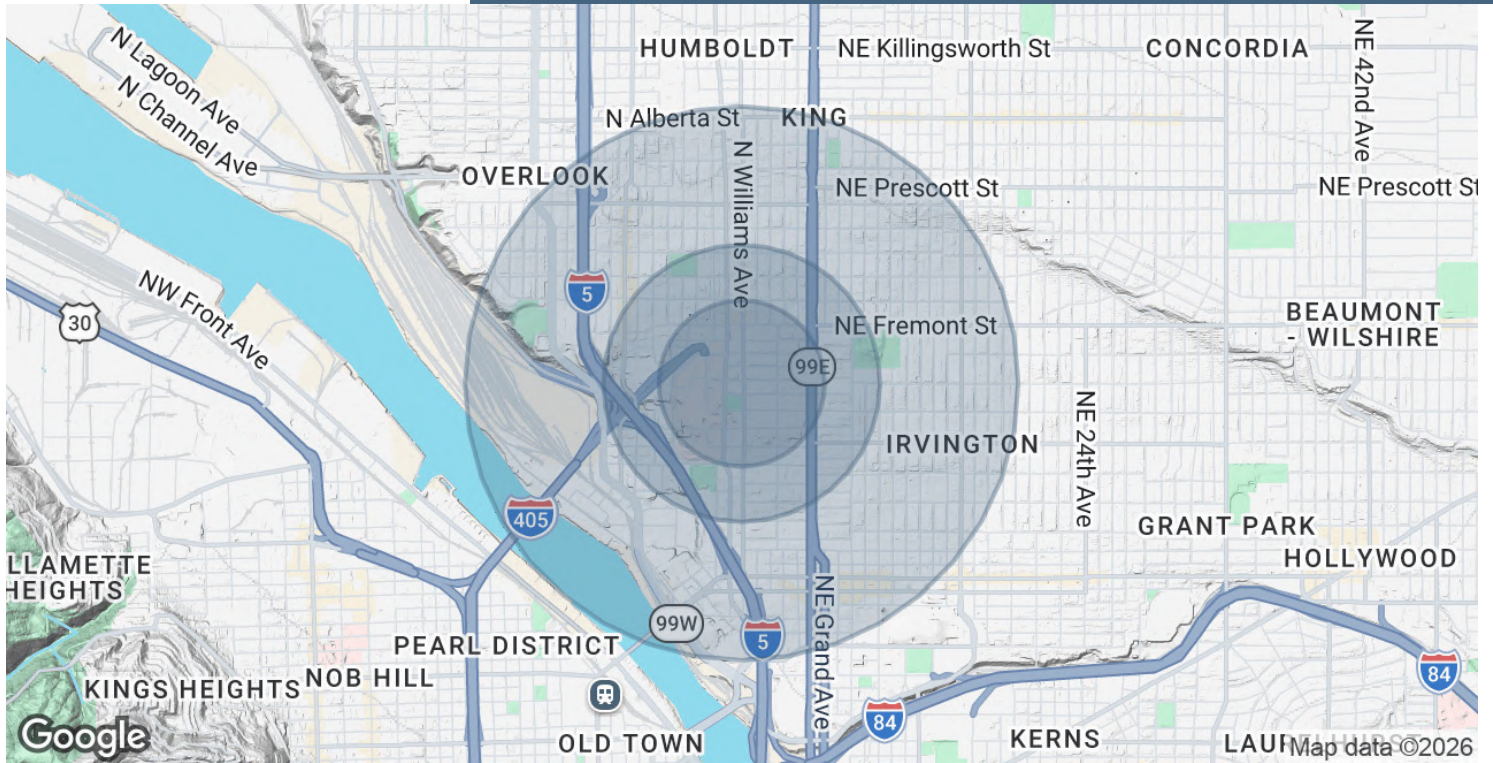 HUMBOLDT
NE Killingsworth St
CONCORDIA
NE 42nd Ave
N Lagoon Ave
N Channel Ave
N Alberta St
KING
OVERLOOK
N Williams Ave
NE Prescott St
NE Prescott St
5
30
NW Front Ave
NE Fremont St
BEAUMONT
- WILSHIRE
99E
NE 24th Ave
IRVINGTON
405
GRANT PARK
HOLLYWOOD
LLAMETTE
HEIGHTS
99W
5
NE Grand Ave
PEARL DISTRICT
84
KINGS HEIGHTS
NOB HILL
84
Google
OLD TOWN
KERNS
Map data ©2026